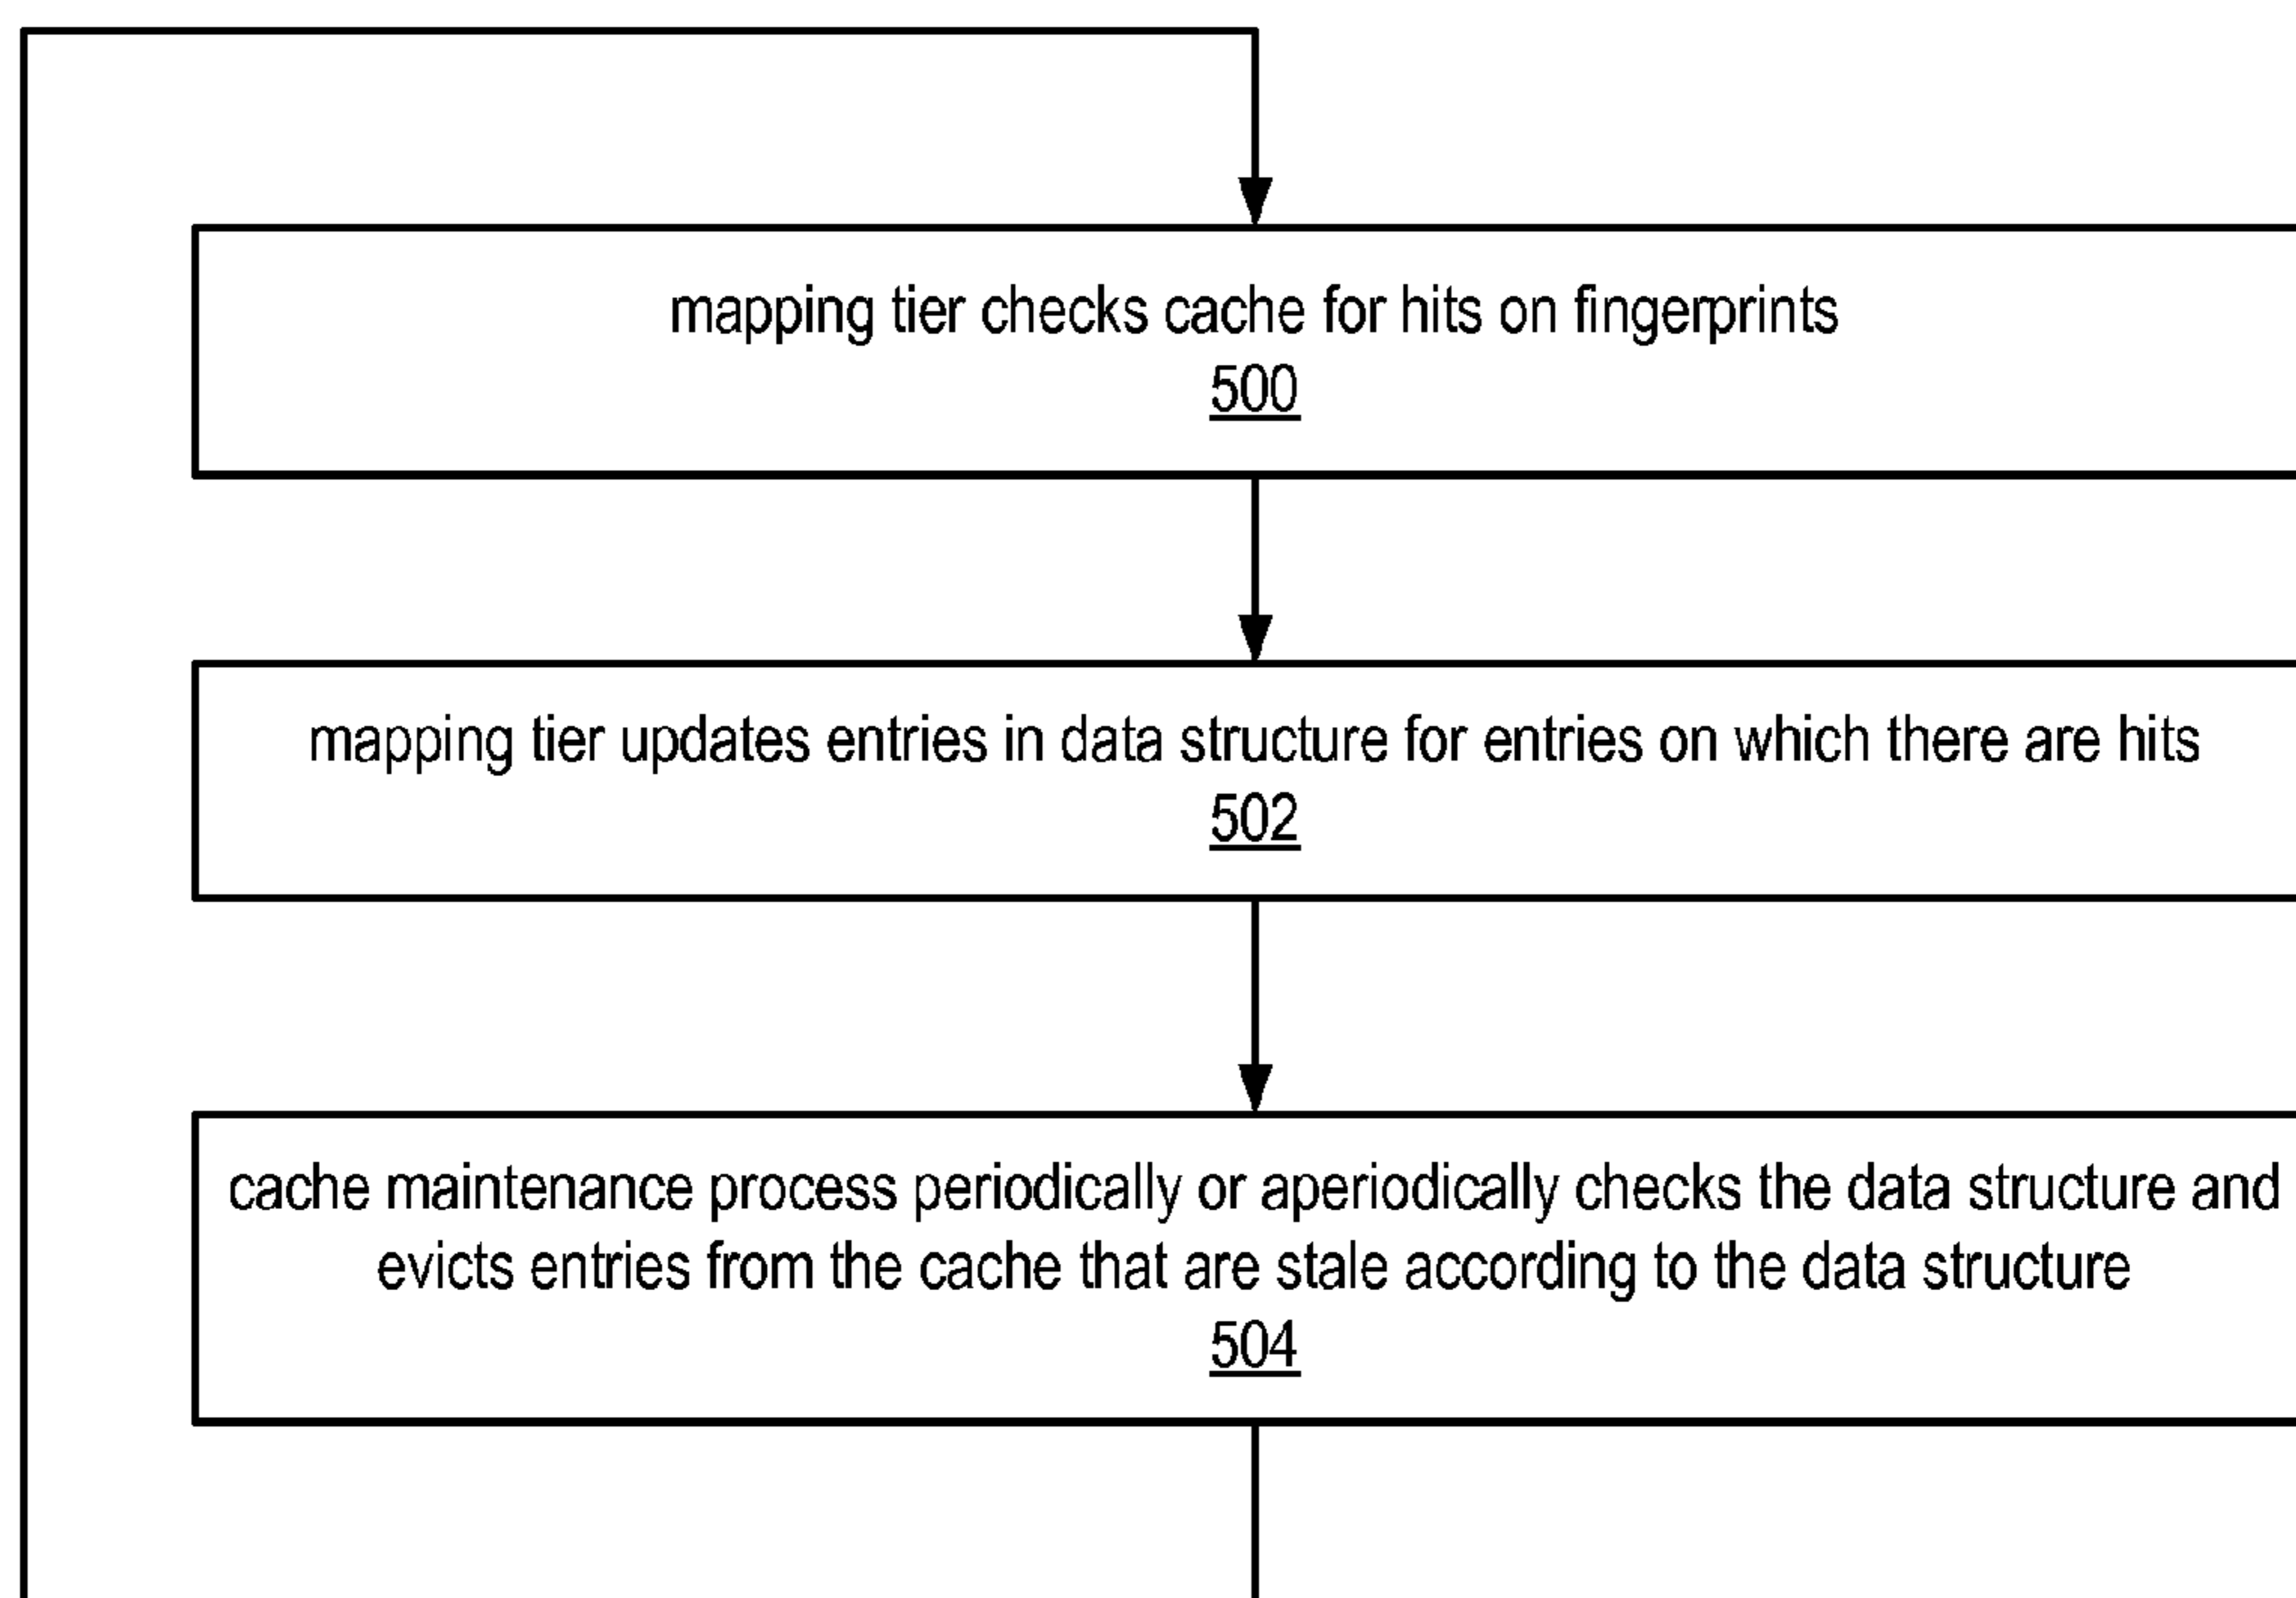 mapping tier checks cache for hits on fingerprints
500
mapping tier updates entries in data structure for entries on which there are hits
502
cache maintenance process periodically or aperiodically checks the data structure and
evicts entries from the cache that are stale according to the data structure
504